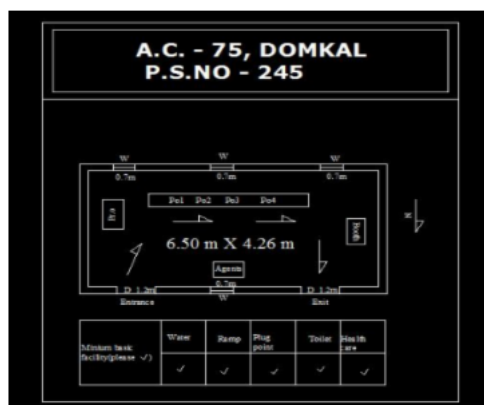 A.C. - 75, DOMKAL
P.S.NO - 245
W W W
0.7m 0.7m 0.7m
Po1 Po2 Po3 Po4
Booth
N
6.50 m X 4.26 m
Agents
D 1.2m 0.7m D 1.2m
Entrance W Exit
Water Ramp Plug point Toilet Health care
Minium basic
facility(please ✓)
✓ ✓ ✓ ✓ ✓